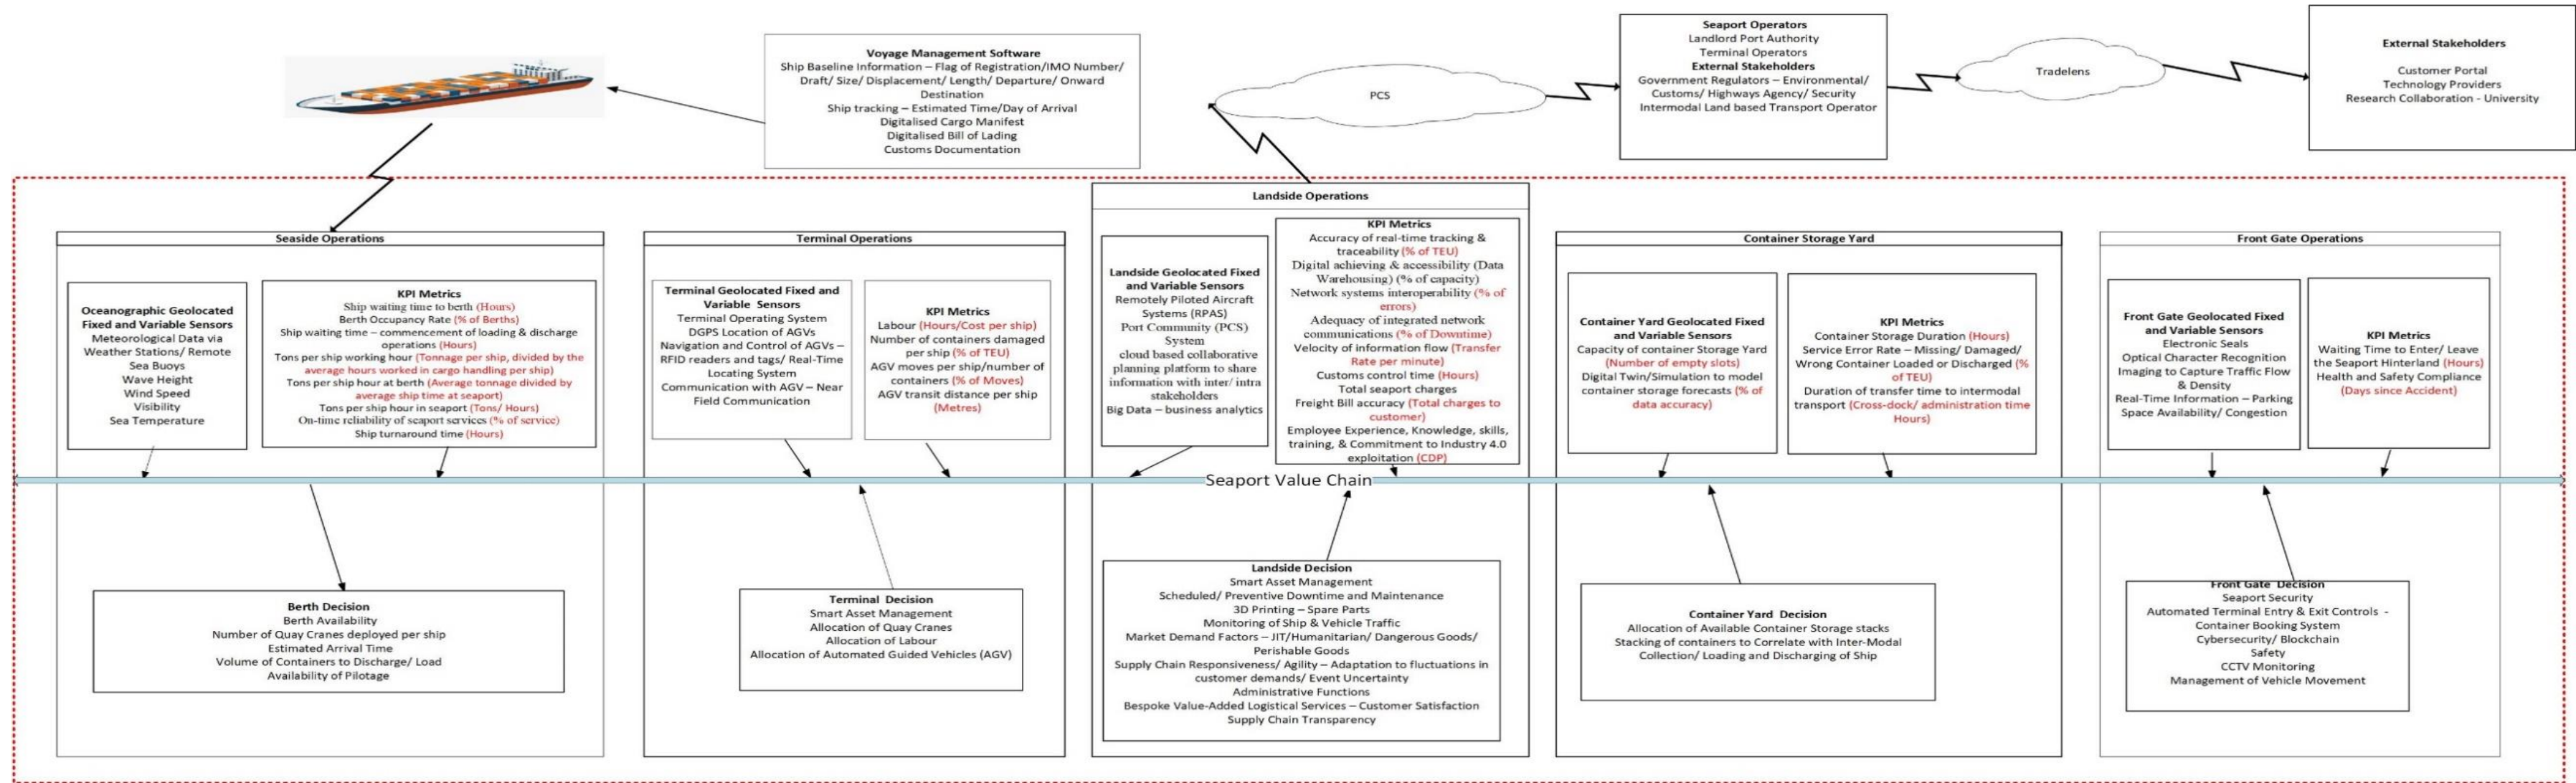 Voyage Management Software
Ship Baseline Information – Flag of Registration/IMO Number/
Draft/ Size/ Displacement/ Length/ Departure/ Onward
Destination
Ship tracking – Estimated Time/Day of Arrival
Digitalised Cargo Manifest
Digitalised Bill of Lading
Customs Documentation
PCS
Seaport Operators
Landlord Port Authority
Terminal Operators
External Stakeholders
Government Regulators – Environmental/
Customs/ Highways Agency/ Security
Intermodal Land based Transport Operator
Tradelens
External Stakeholders
Customer Portal
Technology Providers
Research Collaboration - University
Seaside Operations
Oceanographic Geolocated
Fixed and Variable Sensors
Meteorological Data via
Weather Stations/ Remote
Sea Buoys
Wave Height
Wind Speed
Visibility
Sea Temperature
KPI Metrics
Ship waiting time to berth (Hours)
Berth Occupancy Rate (% of Berths)
Ship waiting time – commencement of loading & discharge
operations (Hours)
Tons per ship working hour (Tonnage per ship, divided by the
average hours worked in cargo handling per ship)
Tons per ship hour at berth (Average tonnage divided by
average ship time at seaport)
Tons per ship hour in seaport (Tons/ Hours)
On-time reliability of seaport services (% of service)
Ship turnaround time (Hours)
Terminal Operations
Terminal Geolocated Fixed and
Variable Sensors
Terminal Operating System
DGPS Location of AGVs
Navigation and Control of AGVs –
RFID readers and tags/ Real-Time
Locating System
Communication with AGV – Near
Field Communication
KPI Metrics
Labour (Hours/Cost per ship)
Number of containers damaged
per ship (% of TEU)
AGV moves per ship/number of
containers (% of Moves)
AGV transit distance per ship
(Metres)
Landside Operations
Landside Geolocated Fixed
and Variable Sensors
Remotely Piloted Aircraft
Systems (RPAS)
Port Community (PCS)
System
cloud based collaborative
planning platform to share
information with inter/ intra
stakeholders
Big Data – business analytics
KPI Metrics
Accuracy of real-time tracking &
traceability (% of TEU)
Digital achieving & accessibility (Data
Warehousing) (% of capacity)
Network systems interoperability (% of
errors)
Adequacy of integrated network
communications (% of Downtime)
Velocity of information flow (Transfer
Rate per minute)
Customs control time (Hours)
Total seaport charges
Freight Bill accuracy (Total charges to
customer)
Employee Experience, Knowledge, skills,
training, & Commitment to Industry 4.0
exploitation (CDP)
Container Storage Yard
Container Yard Geolocated Fixed
and Variable Sensors
Capacity of container Storage Yard
(Number of empty slots)
Digital Twin/Simulation to model
container storage forecasts (% of
data accuracy)
KPI Metrics
Container Storage Duration (Hours)
Service Error Rate – Missing/ Damaged/
Wrong Container Loaded or Discharged (%
of TEU)
Duration of transfer time to intermodal
transport (Cross-dock/ administration time
Hours)
Front Gate Operations
Front Gate Geolocated Fixed
and Variable Sensors
Electronic Seals
Optical Character Recognition
Imaging to Capture Traffic Flow
& Density
Real-Time Information – Parking
Space Availability/ Congestion
KPI Metrics
Waiting Time to Enter/ Leave
the Seaport Hinterland (Hours)
Health and Safety Compliance
(Days since Accident)
Seaport Value Chain
Berth Decision
Berth Availability
Number of Quay Cranes deployed per ship
Estimated Arrival Time
Volume of Containers to Discharge/ Load
Availability of Pilotage
Terminal Decision
Smart Asset Management
Allocation of Quay Cranes
Allocation of Labour
Allocation of Automated Guided Vehicles (AGV)
Landside Decision
Smart Asset Management
Scheduled/ Preventive Downtime and Maintenance
3D Printing – Spare Parts
Monitoring of Ship & Vehicle Traffic
Market Demand Factors – JIT/Humanitarian/ Dangerous Goods/
Perishable Goods
Supply Chain Responsiveness/ Agility – Adaptation to fluctuations in
customer demands/ Event Uncertainty
Administrative Functions
Bespoke Value-Added Logistical Services – Customer Satisfaction
Supply Chain Transparency
Container Yard Decision
Allocation of Available Container Storage stacks
Stacking of containers to Correlate with Inter-Modal
Collection/ Loading and Discharging of Ship
Front Gate Decision
Seaport Security
Automated Terminal Entry & Exit Controls -
Container Booking System
Cybersecurity/ Blockchain
Safety
CCTV Monitoring
Management of Vehicle Movement